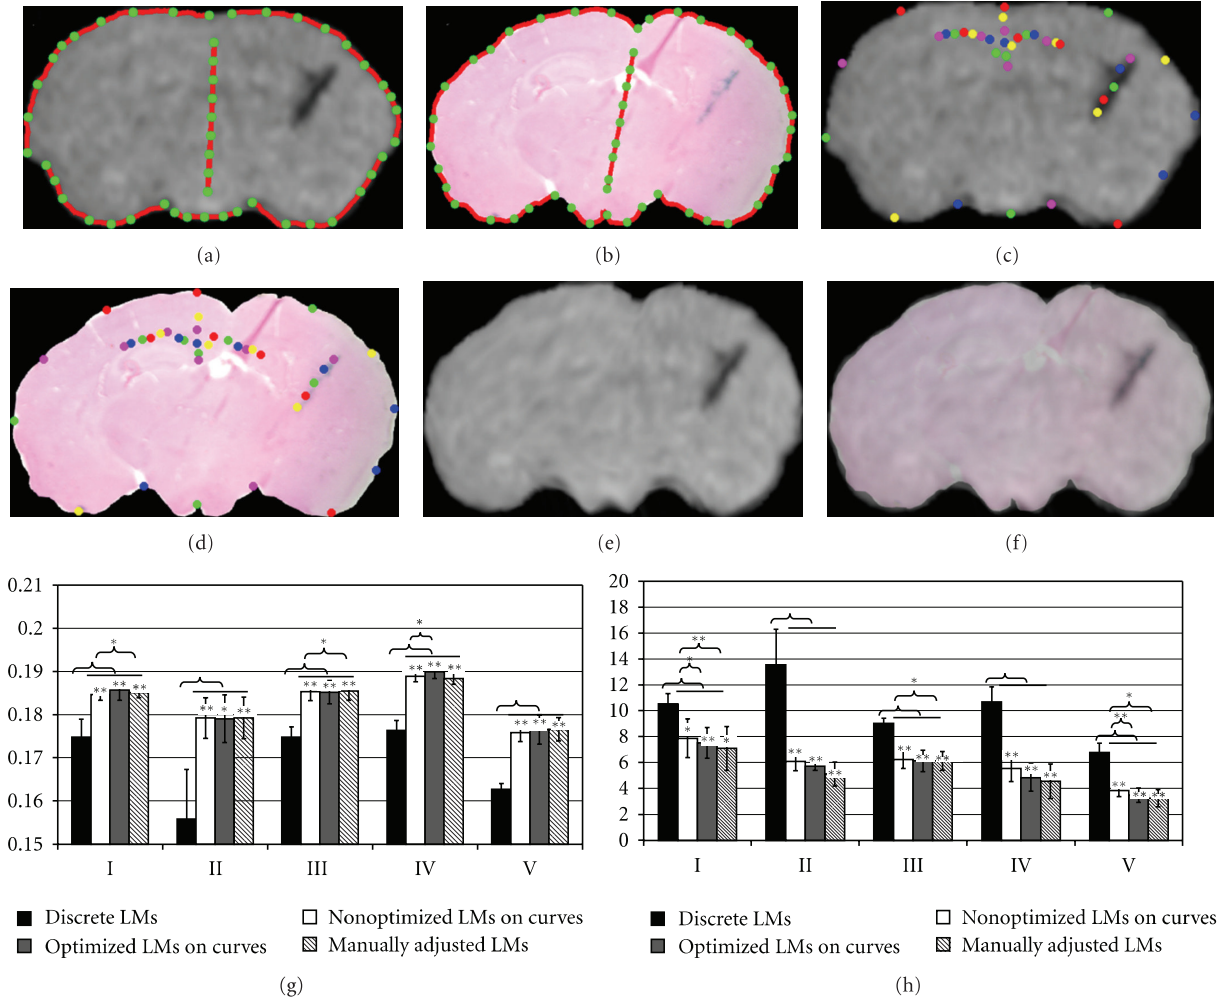 (a)
(b)
(c)
(d)
(e)
(f)
0.21
0.2
0.19
0.18
0.17
0.16
0.15
* * *
** ** ** ** * ** ** ** ** ** ** ** ** ** **
I II III IV V
Discrete LMs
Nonoptimized LMs on curves
Optimized LMs on curves
Manually adjusted LMs
(g)
20
18
16
14
12
10
8
6
4
2
0
** * * * **
* ** * ** ** ** ** ** ** ** ** ** ** ** **
I II III IV V
Discrete LMs
Nonoptimized LMs on curves
Optimized LMs on curves
Manually adjusted LMs
(h)